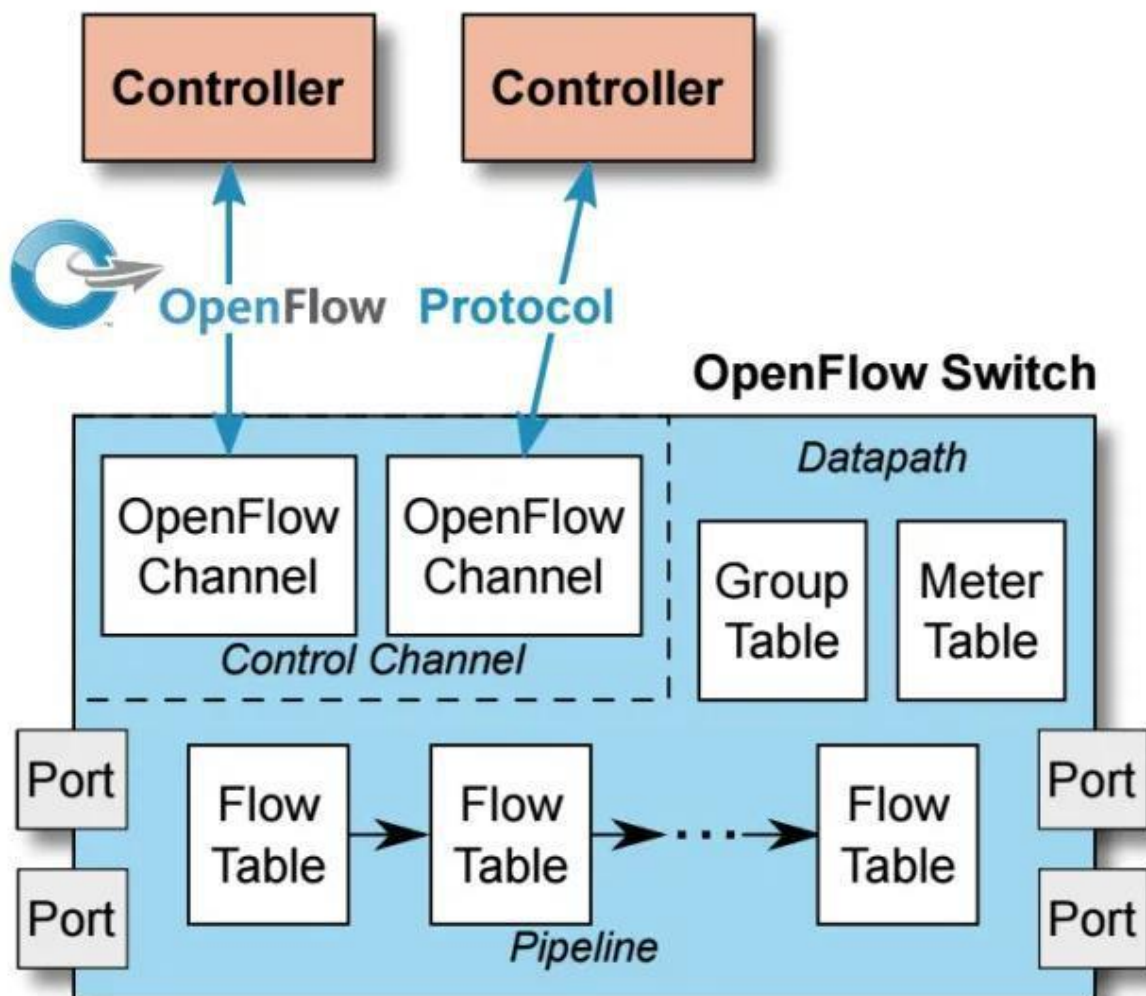 Controller
Controller
OpenFlow Protocol
OpenFlow Switch
Datapath
OpenFlow
Channel
OpenFlow
Channel
Control Channel
Group
Table
Meter
Table
Port
Port
Flow
Table
Flow
Table
...
Flow
Table
Port
Port
Pipeline